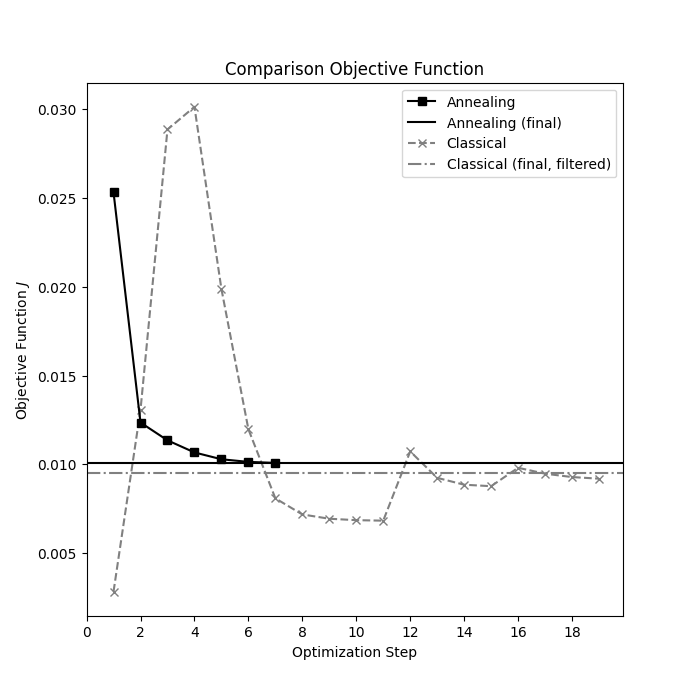 Comparison Objective Function
Annealing
Annealing (final)
Classical
Classical (final, filtered)
0.030
0.025
0.020
0.015
0.010
0.005
Objective Function J
0 2 4 6 8 10 12 14 16 18
Optimization Step